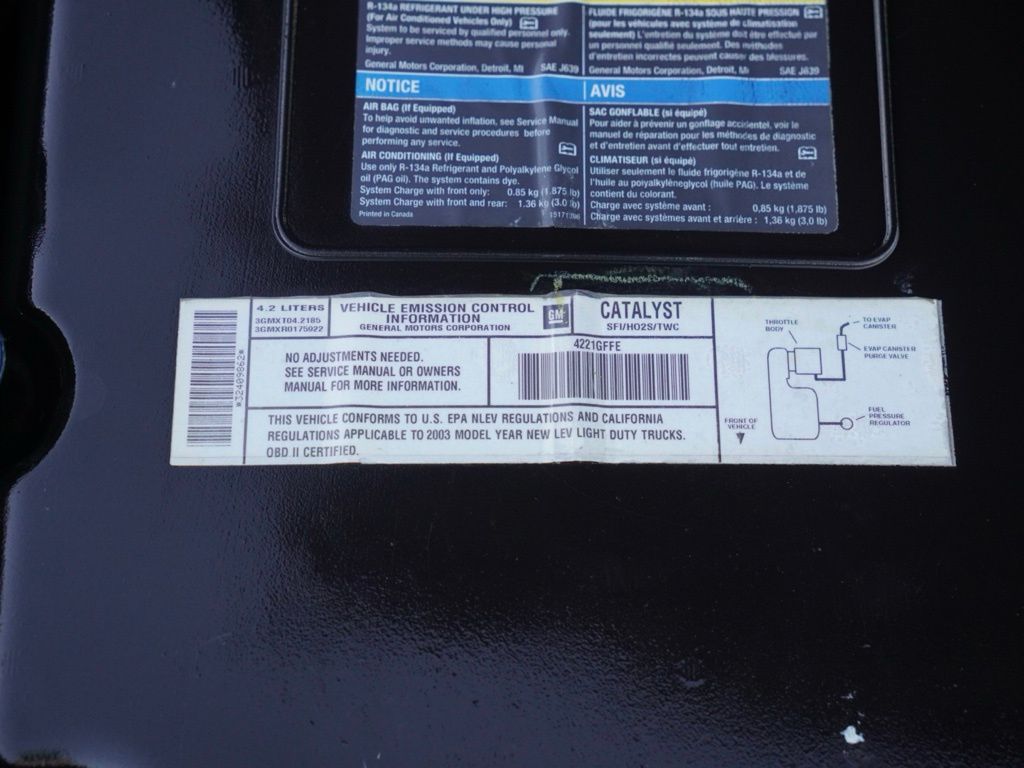 R-134a REFRIGERANT UNDER HIGH PRESSURE
(For Air Conditioned Vehicles Only)
System to be serviced by qualified personnel only.
Improper service methods may cause personal
injury.
General Motors Corporation, Detroit, MI SAE J639
FLUIDE FRIGORIGÈNE R-134a SOUS HAUTE PRESSION
(pour les véhicules avec système de climatisation
seulement) L'entretien du système doit être effectué par
un personnel qualifié seulement. Des méthodes
d'entretien incorrectes peuvent causer des blessures.
General Motors Corporation, Detroit, MI SAE J639
NOTICE
AIR BAG (If Equipped)
To help avoid unwanted inflation, see Service Manual
for diagnostic and service procedures before
performing any service.
AIR CONDITIONING (If Equipped)
Use only R-134a Refrigerant and Polyalkylene Glycol
oil (PAG oil). The system contains dye.
System Charge with front only: 0.85 kg (1.875 lb)
System Charge with front and rear: 1.36 kg (3.0 lb)
Printed in Canada
AVIS
SAC GONFLABLE (si équipé)
Pour aider à prévenir un gonflage accidentel, voir le
manuel de réparation pour les méthodes de diagnostic
et d'entretien avant d'effectuer tout entretien.
CLIMATISEUR (si équipé)
Utiliser seulement le fluide frigorigène R-134a et de
l'huile au polyalkylèneglycol (huile PAG). Le système
contient du colorant.
Charge avec système avant : 0,85 kg (1,875 lb)
Charge avec systèmes avant et arrière : 1,36 kg (3,0 lb)
*32409862*
4.2 LITERS
3GMXT04.2185
3GMXR0175922
VEHICLE EMISSION CONTROL
INFORMATION
GENERAL MOTORS CORPORATION
GM
CATALYST
SFI/HO2S/TWC
NO ADJUSTMENTS NEEDED.
SEE SERVICE MANUAL OR OWNERS
MANUAL FOR MORE INFORMATION.
4221GFFE
THIS VEHICLE CONFORMS TO U.S. EPA NLEV REGULATIONS AND CALIFORNIA
REGULATIONS APPLICABLE TO 2003 MODEL YEAR NEW LEV LIGHT DUTY TRUCKS.
OBD II CERTIFIED.
THROTTLE
BODY
TO EVAP
CANISTER
EVAP CANISTER
PURGE VALVE
FUEL
PRESSURE
REGULATOR
FRONT OF
VEHICLE